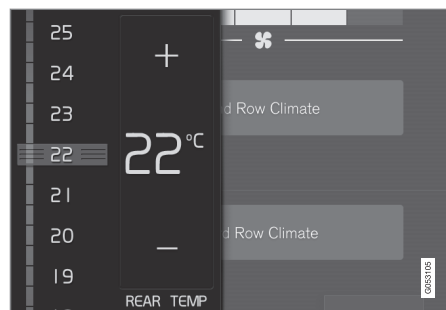 25
24
23
22
21
20
19
+
22°C
–
REAR TEMP
d Row Climate
d Row Climate
G053105